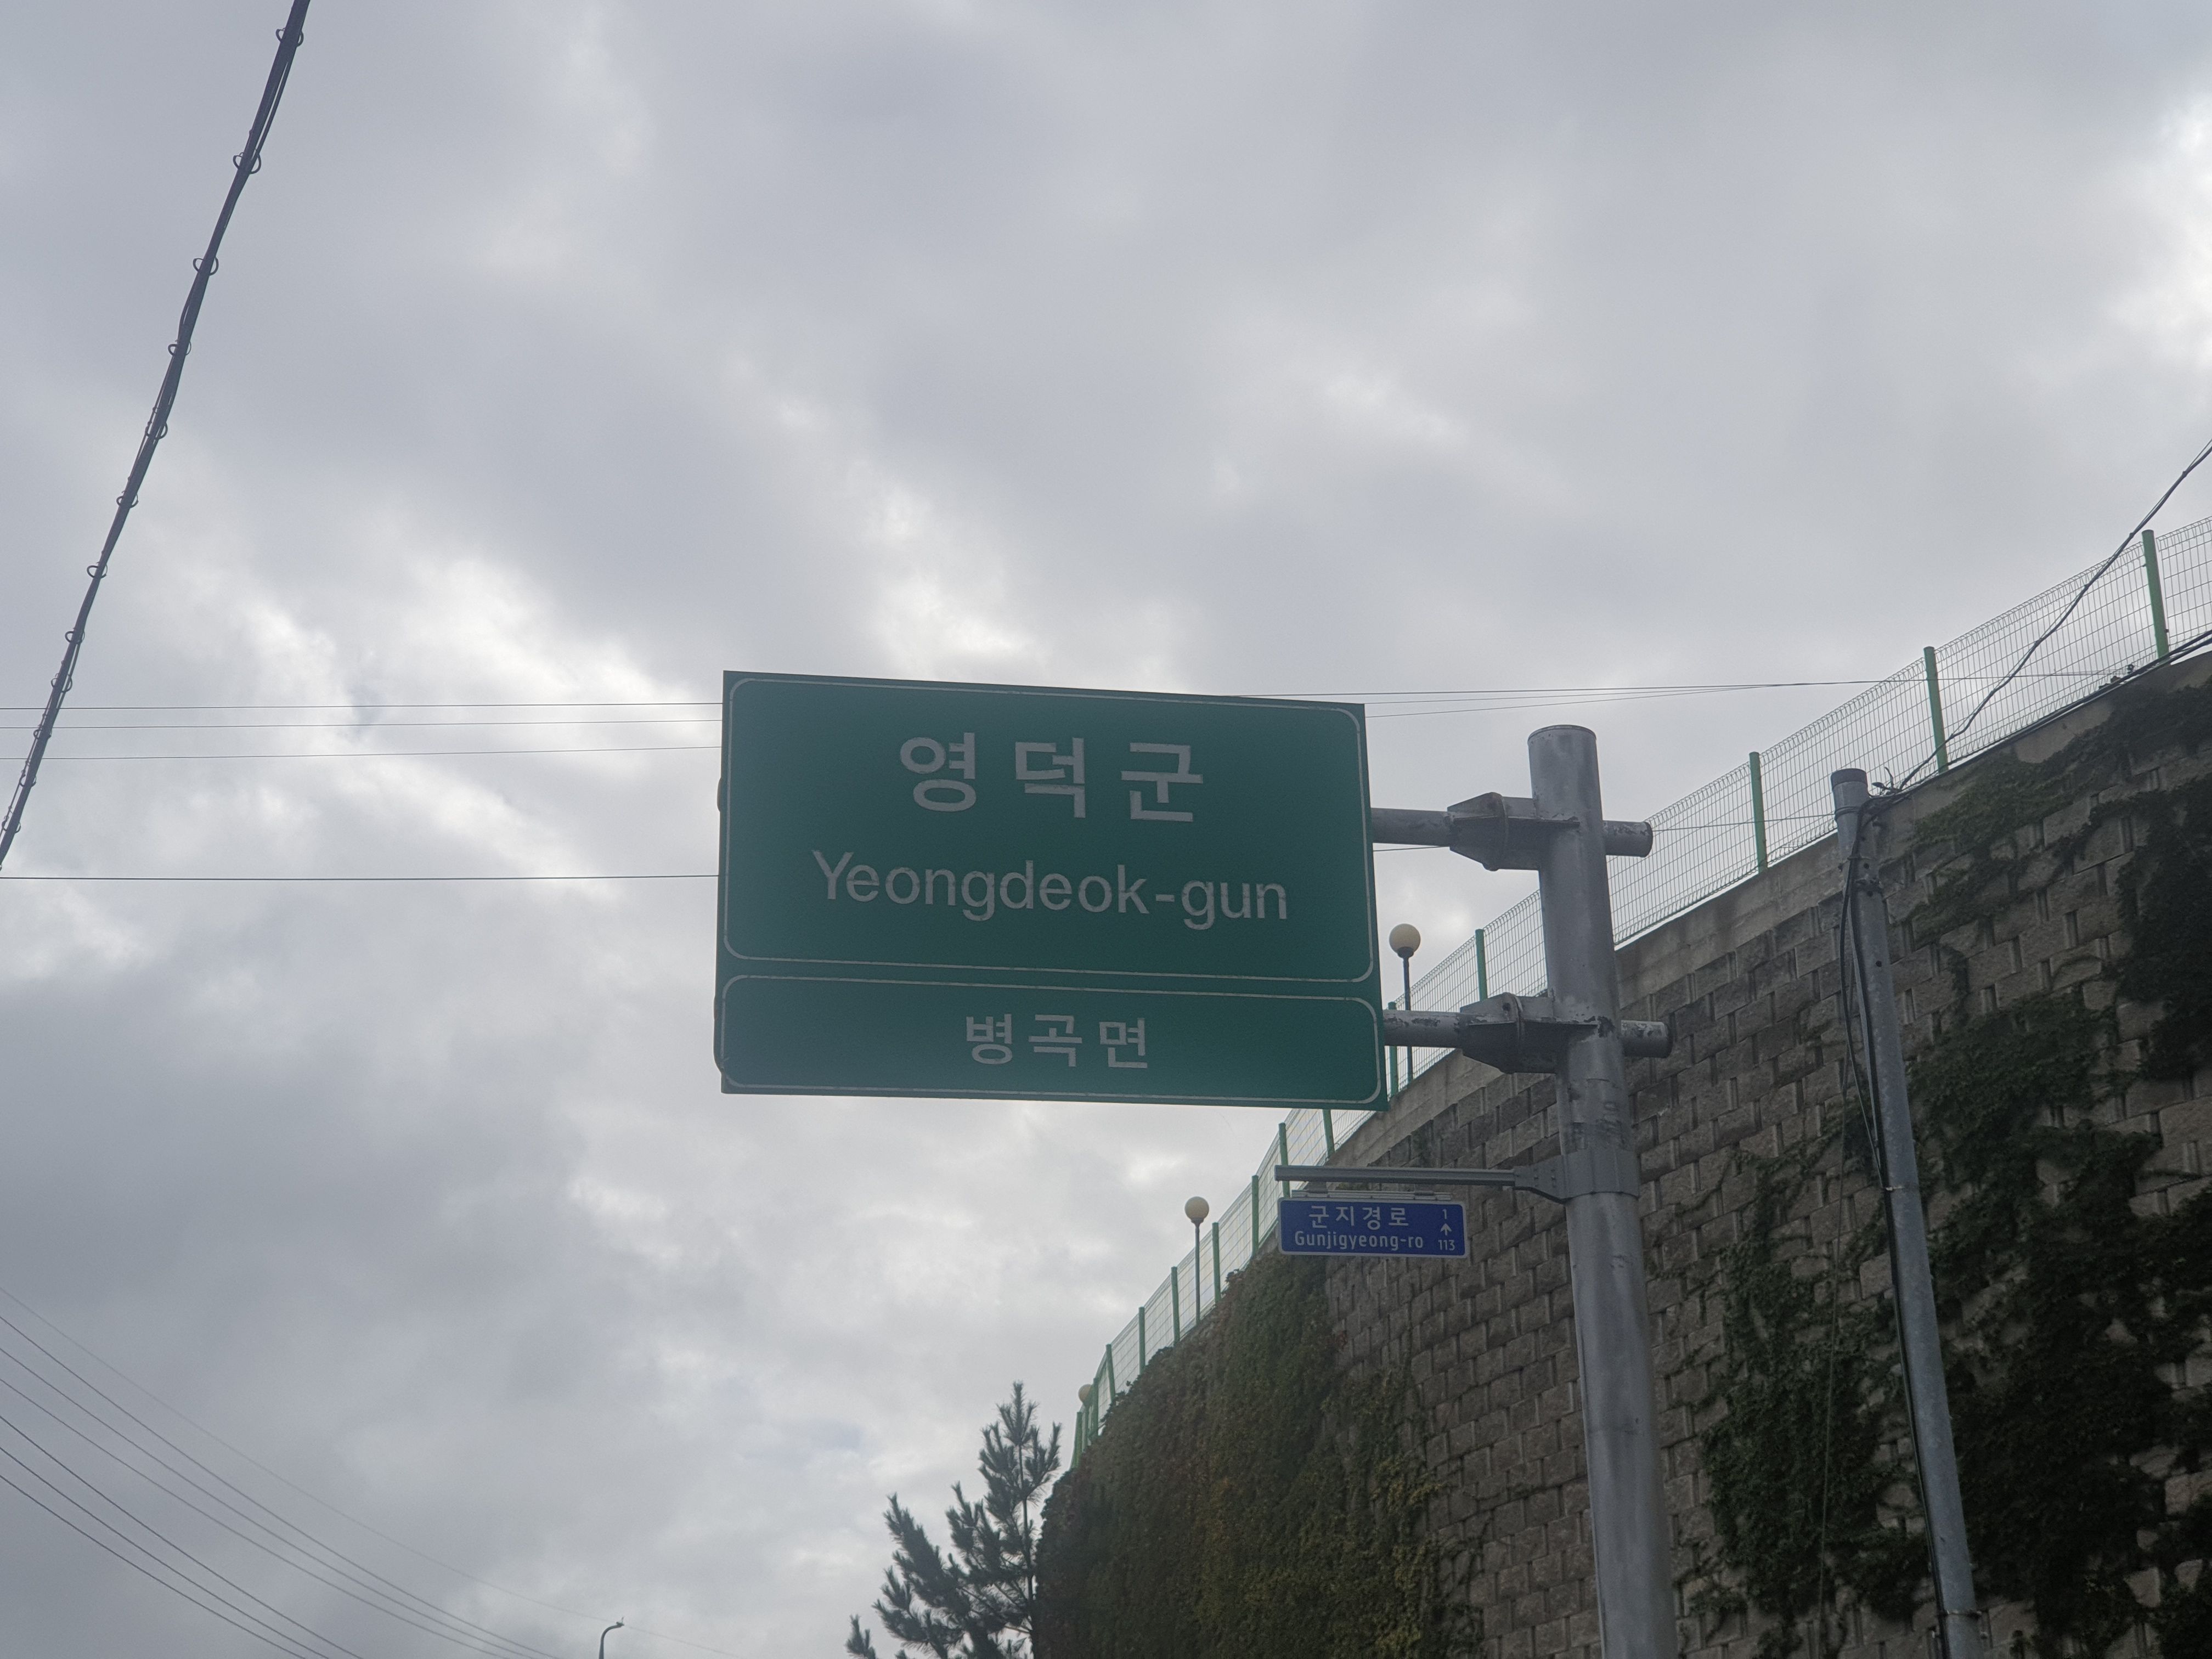 영덕군
Yeongdeok-gun
병곡면
군지경로 1
Gunjigyeong-ro ↑ 113